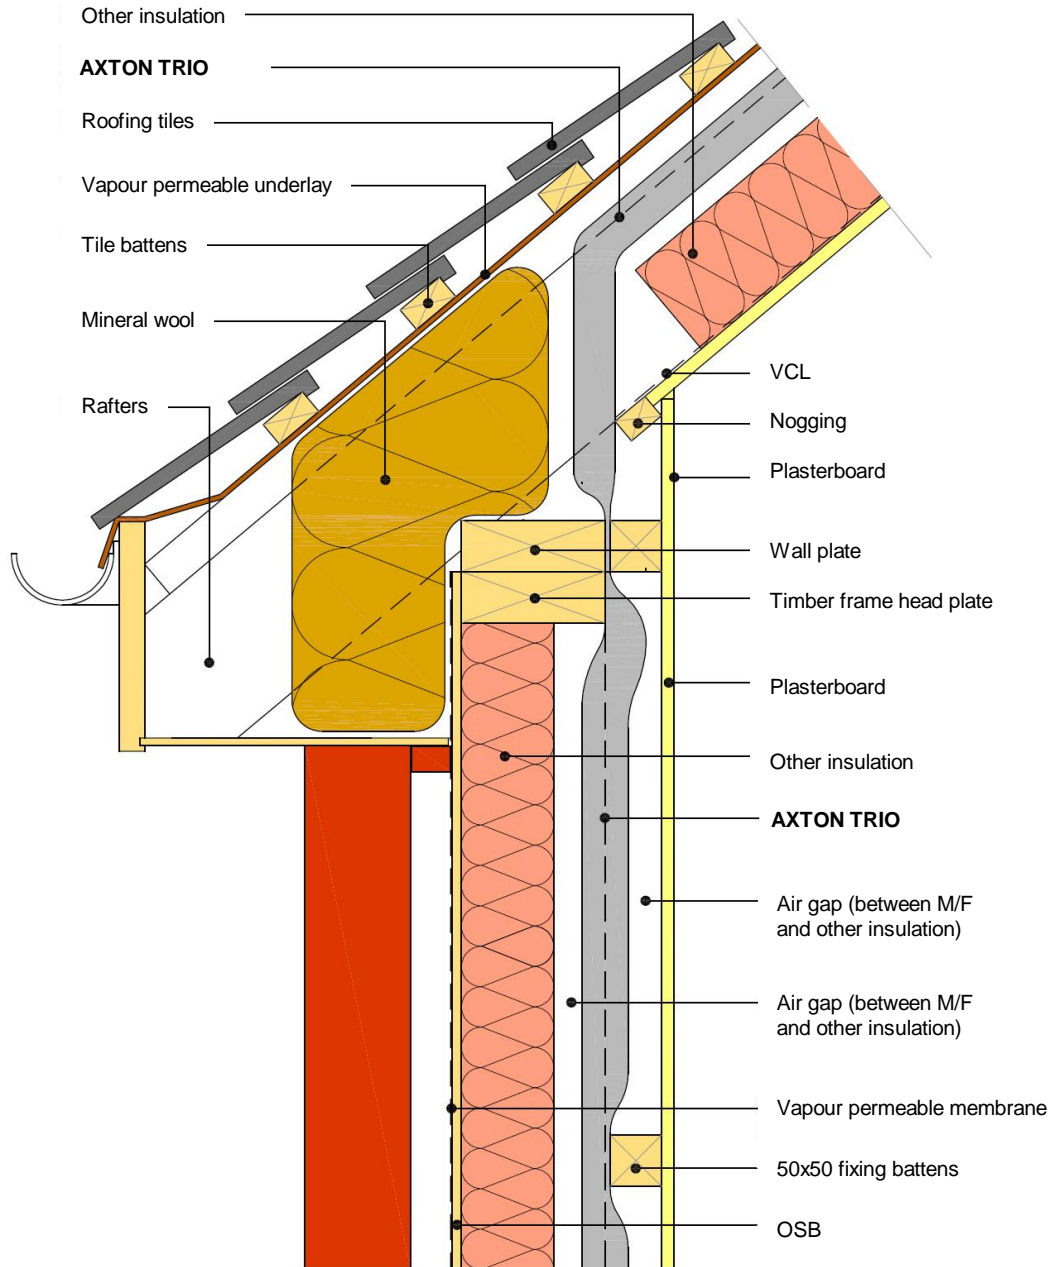 Other insulation
AXTON TRIO
Roofing tiles
Vapour permeable underlay
Tile battens
Mineral wool
Rafters
VCL
Nogging
Plasterboard
Wall plate
Timber frame head plate
Plasterboard
Other insulation
AXTON TRIO
Air gap (between M/F
and other insulation)
Air gap (between M/F
and other insulation)
Vapour permeable membrane
50x50 fixing battens
OSB